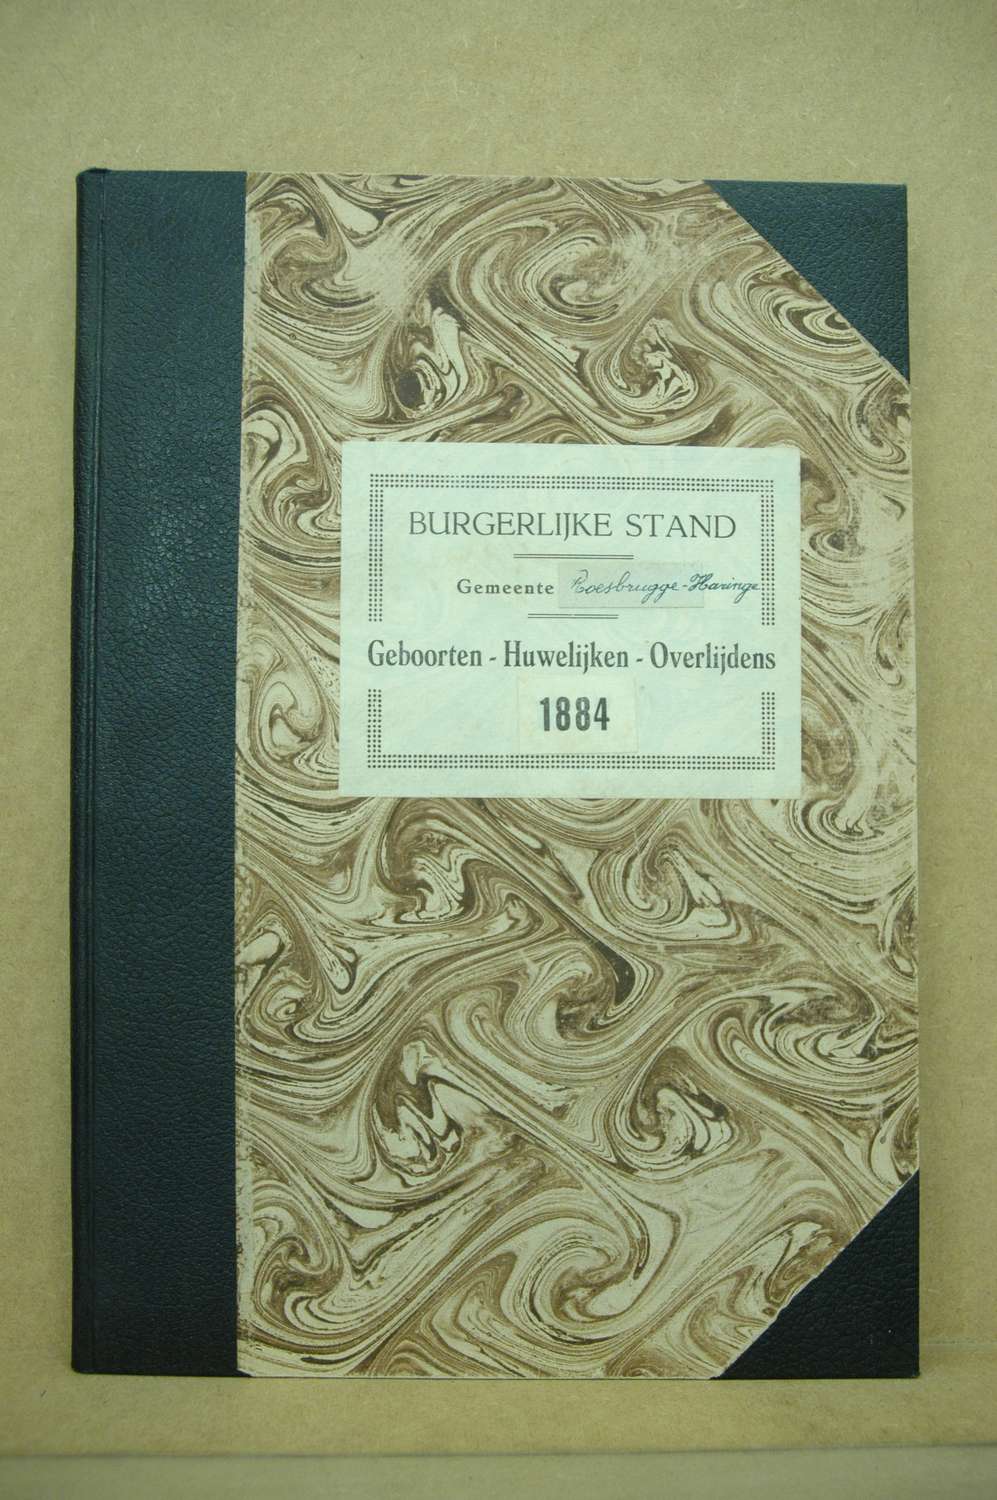 BURGERLIJKE STAND
Gemeente Roesbrugge-Haringe
Geboorten - Huwelijken - Overlijdens
1884